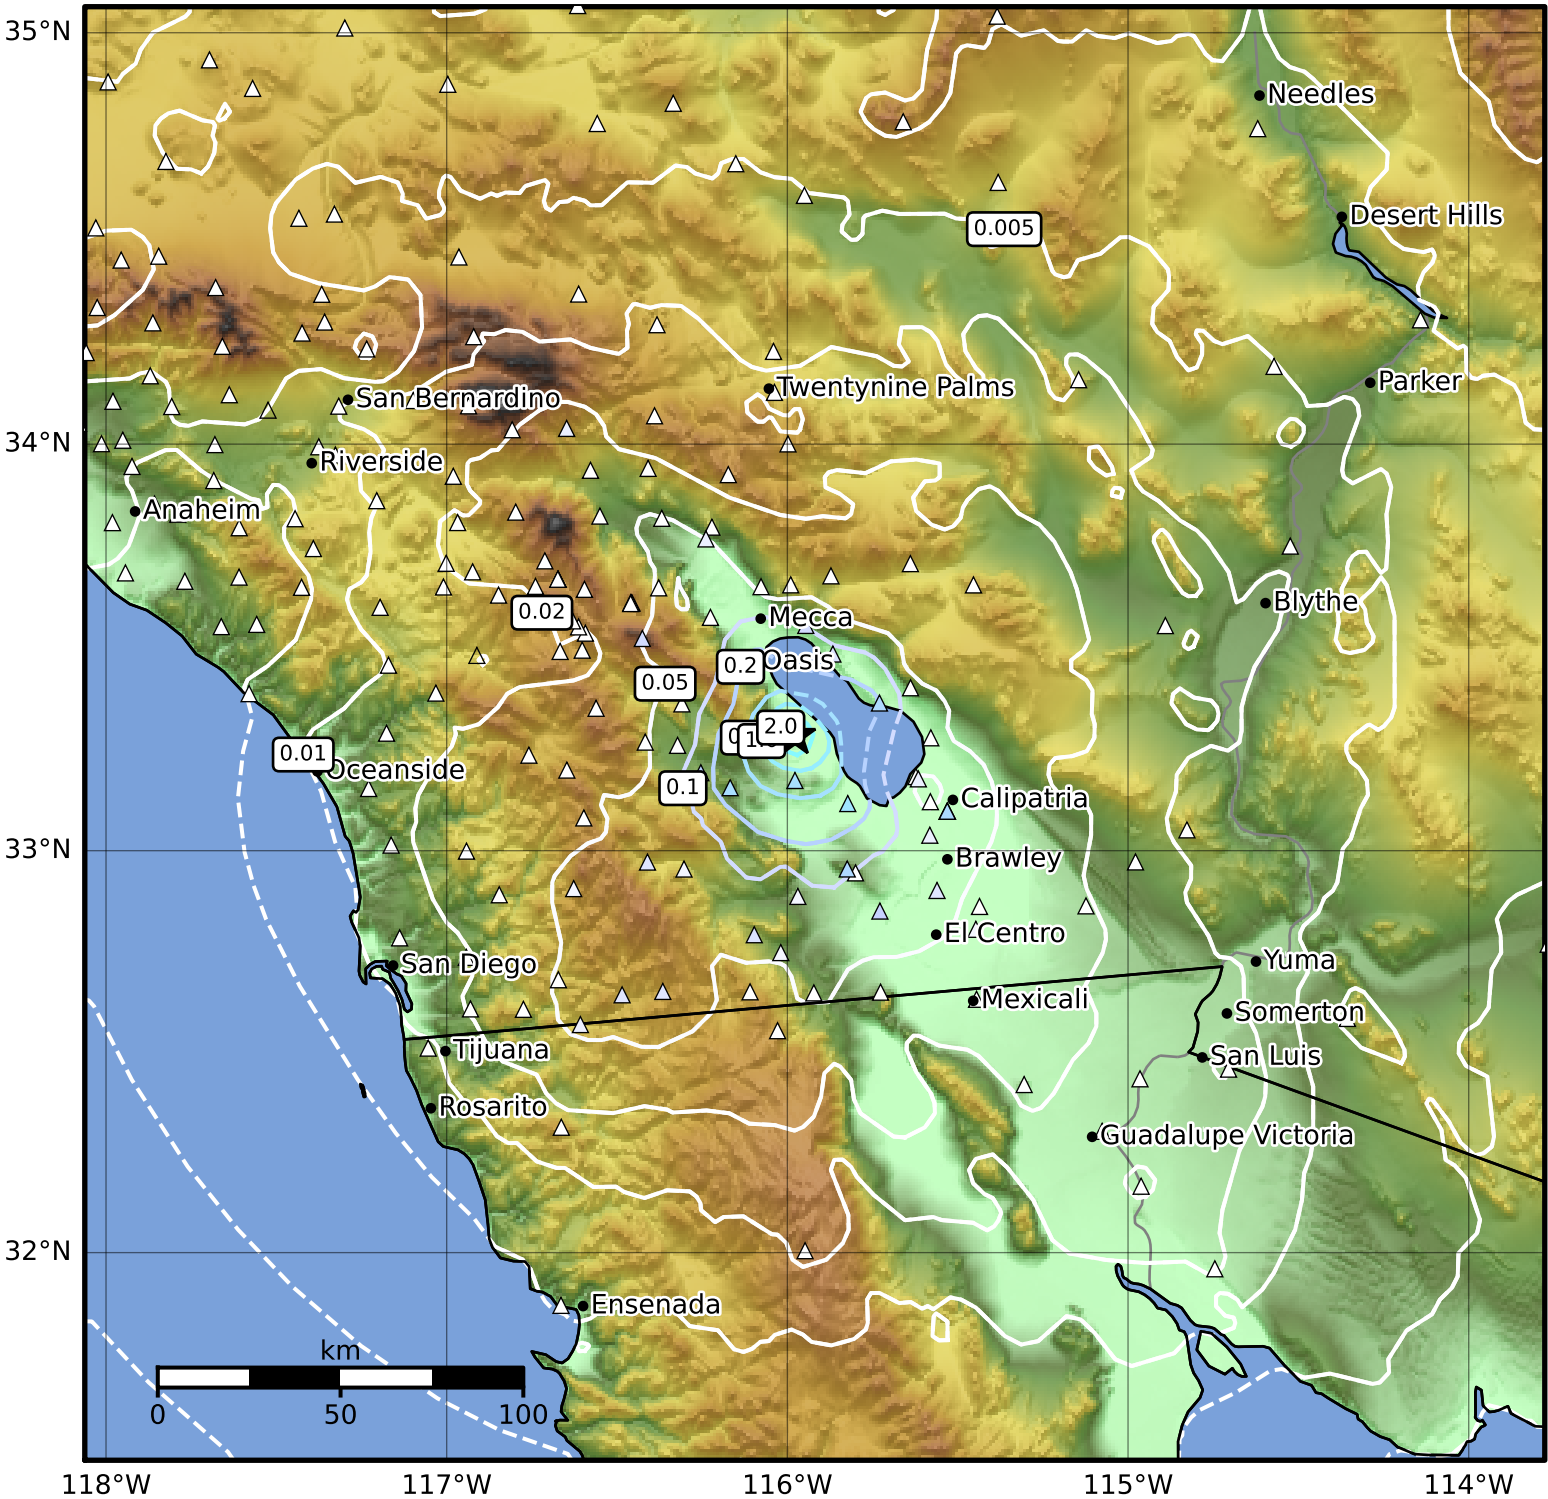 35°N
Needles
Desert Hills
0.005
Parker
Twentynine Palms
San Bernardino
34°N
Riverside
Anaheim
Blythe
0.02
Mecca
Oasis
0.2
0.05
2.0
0.01
Oceanside
0.1
Calipatria
33°N
Brawley
El Centro
San Diego
Yuma
Mexicali
Somerton
Tijuana
San Luis
Rosarito
Guadalupe Victoria
32°N
Ensenada
km
0 50 100
118°W 117°W 116°W 115°W 114°W